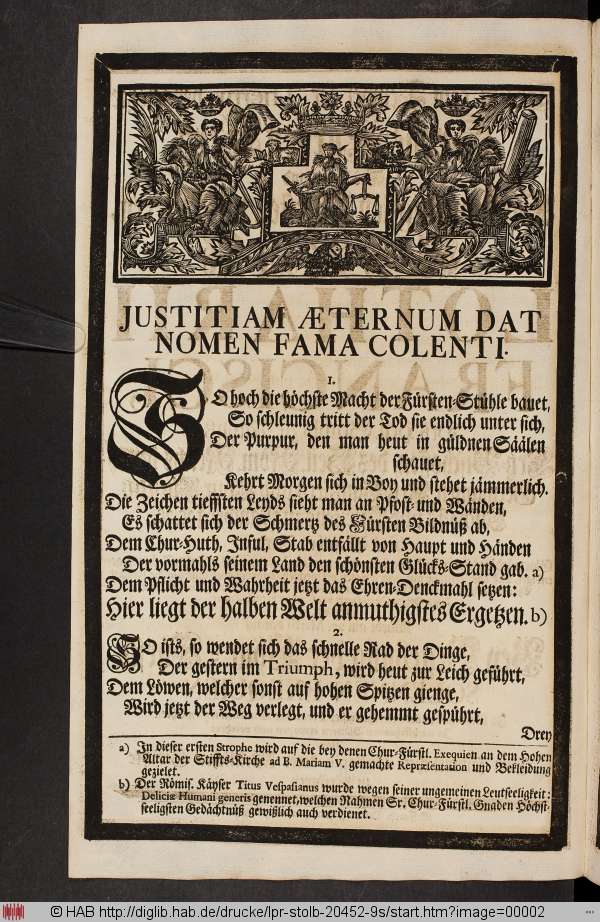 JUSTITIAM ÆTERNUM DAT
NOMEN FAMA COLENTI.
1.
SO hoch die höchste Macht der Fürsten-Stühle bauet,
So schleunig tritt der Tod sie endlich unter sich,
Der Purpur, den man heut in güldnen Säälen
schauet,
Kehrt Morgen sich in Boy und stehet jämmerlich.
Die Zeichen tieffsten Leyds sieht man an Pfost- und Wänden,
Es schattet sich der Schmertz des Fürsten Bildnüß ab,
Dem Chur-Huth, Inful, Stab entfällt von Haupt und Händen
Der vormahls seinem Land den schönsten Glücks-Stand gab. a)
Dem Pflicht und Wahrheit jetzt das Ehren-Denckmahl setzen:
Hier liegt der halben Welt anmuthigstes Ergetzen. b)
2.
SO ists, so wendet sich das schnelle Rad der Dinge,
Der gestern im Triumph, wird heut zur Leich geführt,
Dem Löwen, welcher sonst auf hohen Spitzen gienge,
Wird jetzt der Weg verlegt, und er gehemmt gespührt,
Drey
a) In dieser ersten Strophe wird auf die bey denen Chur-Fürstl. Exequien an dem Hohen
Altar der Stiffts-Kirche ad B. Mariam V. gemachte Repræsentation und Bekleidung
gezielet.
b) Der Römis. Käyser Titus Vespasianus wurde wegen seiner ungemeinen Leutseeligkeit:
Deliciæ Humani generis genennet, welchen Nahmen Sr. Chur-Fürstl. Gnaden Höchst-
seeligsten Gedächtnüß gewißlich auch verdienet.
© HAB http://diglib.hab.de/drucke/lpr-stolb-20452-9s/start.htm?image=00002